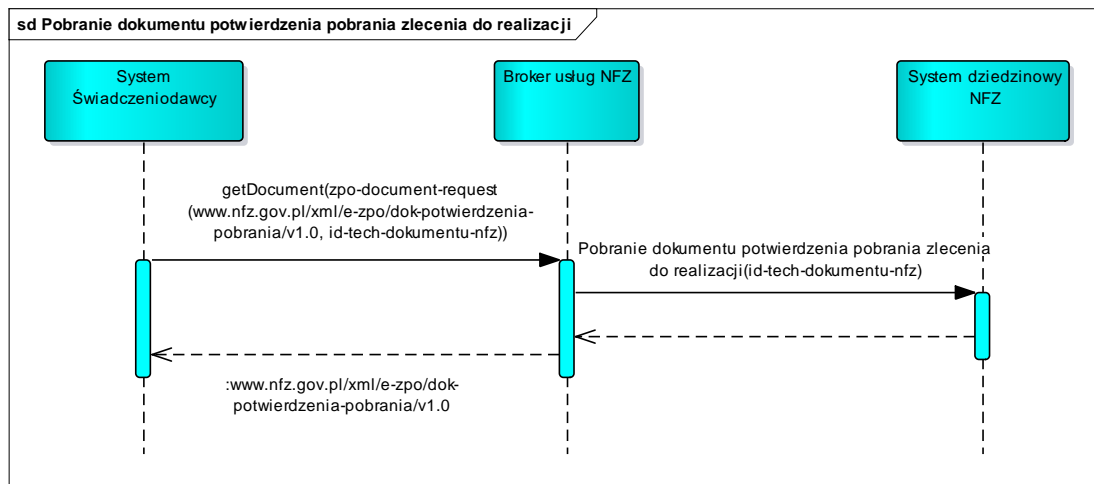 sd Pobranie dokumentu potwierdzenia pobrania zlecenia do realizacji
System
Świadczeniodawcy
Broker usług NFZ
System dziedzinowy
NFZ
getDocument(zpo-document-request
(www.nfz.gov.pl/xml/e-zpo/dok-potwierdzenia-
pobrania/v1.0, id-tech-dokumentu-nfz))
Pobranie dokumentu potwierdzenia pobrania zlecenia
do realizacji(id-tech-dokumentu-nfz)
:www.nfz.gov.pl/xml/e-zpo/dok-
potwierdzenia-pobrania/v1.0